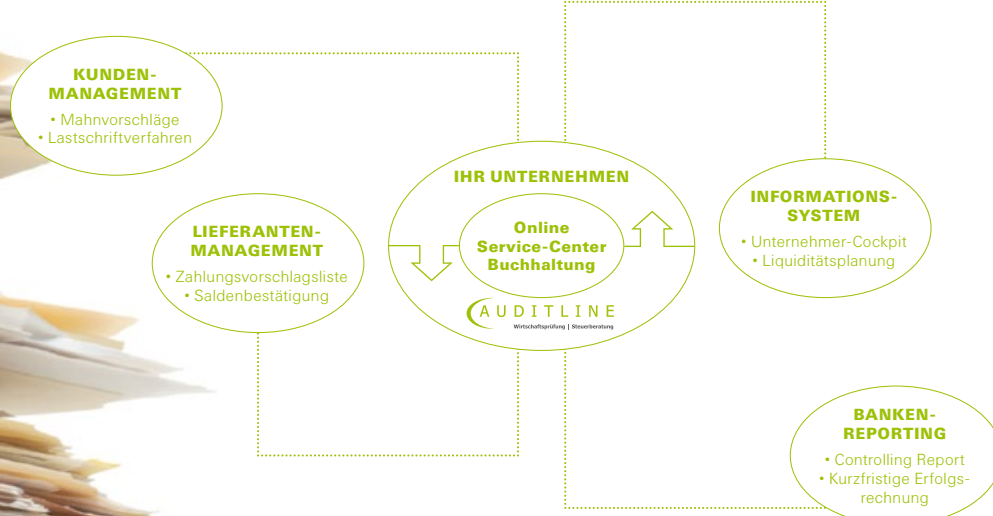 KUNDEN-
MANAGEMENT
• Mahnvorschläge
• Lastschriftverfahren
LIEFERANTEN-
MANAGEMENT
• Zahlungsvorschlagsliste
• Saldenbestätigung
IHR UNTERNEHMEN
Online
Service-Center
Buchhaltung
AUDITLINE
Wirtschaftsprüfung | Steuerberatung
INFORMATIONS-
SYSTEM
• Unternehmer-Cockpit
• Liquiditätsplanung
BANKEN-
REPORTING
• Controlling Report
• Kurzfristige Erfolgs-
rechnung